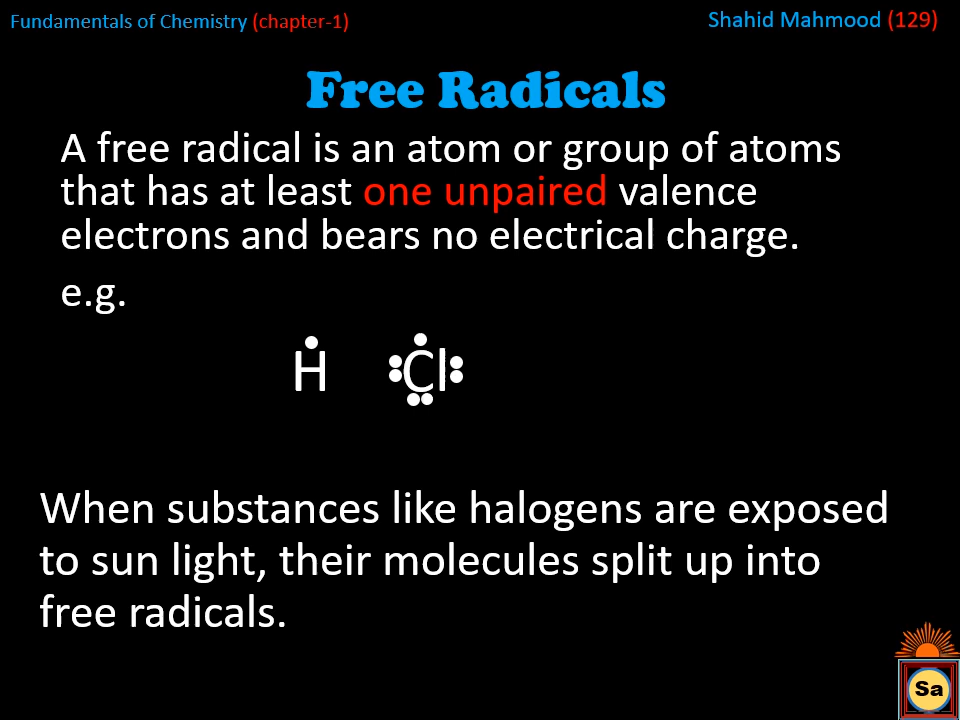 Fundamentals of Chemistry (chapter-1)
Shahid Mahmood (129)
Free Radicals
A free radical is an atom or group of atoms
that has at least one unpaired valence
electrons and bears no electrical charge.
e.g.
H Cl
When substances like halogens are exposed
to sun light, their molecules split up into
free radicals.
Sa